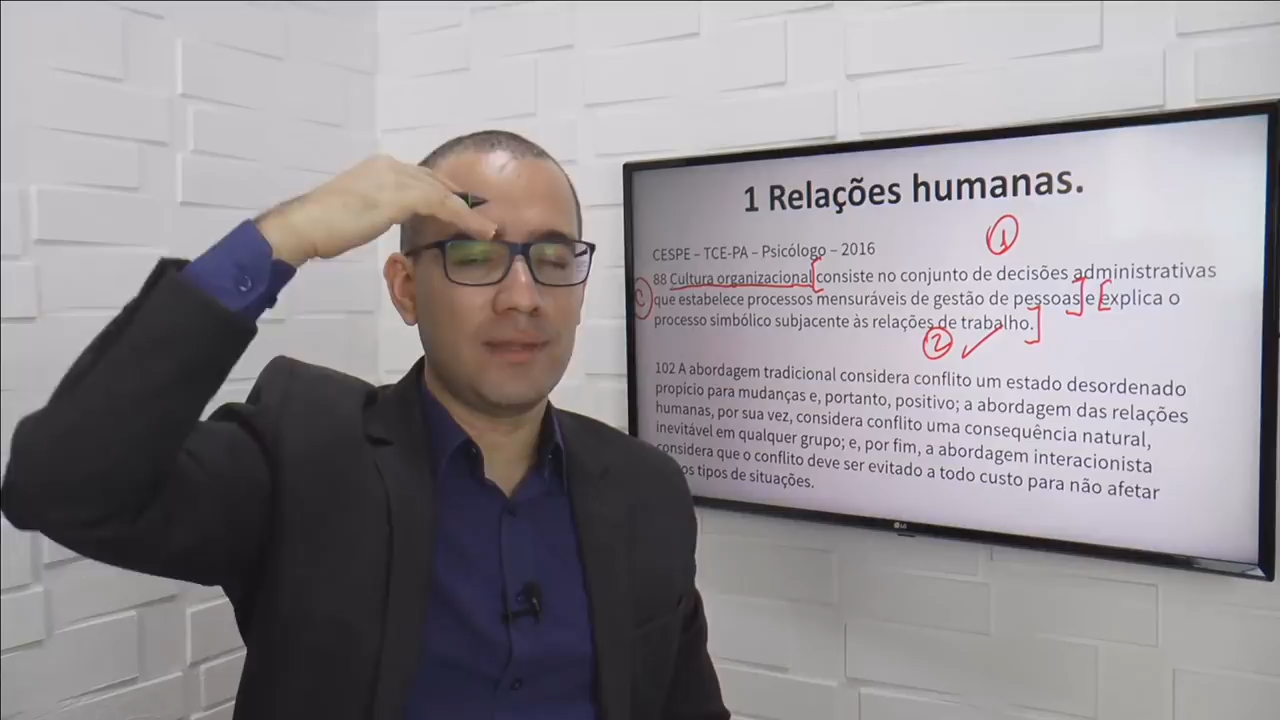 1 Relações humanas.
1
CESPE – TCE-PA – Psicólogo – 2016
88 Cultura organizacional consiste no conjunto de decisões administrativas
C
que estabelece processos mensuráveis de gestão de pessoas e explica o
processo simbólico subjacente às relações de trabalho.
2
102 A abordagem tradicional considera conflito um estado desordenado
propício para mudanças e, portanto, positivo; a abordagem das relações
humanas, por sua vez, considera conflito uma consequência natural,
inevitável em qualquer grupo; e, por fim, a abordagem interacionista
considera que o conflito deve ser evitado a todo custo para não afetar
os tipos de situações.
LG